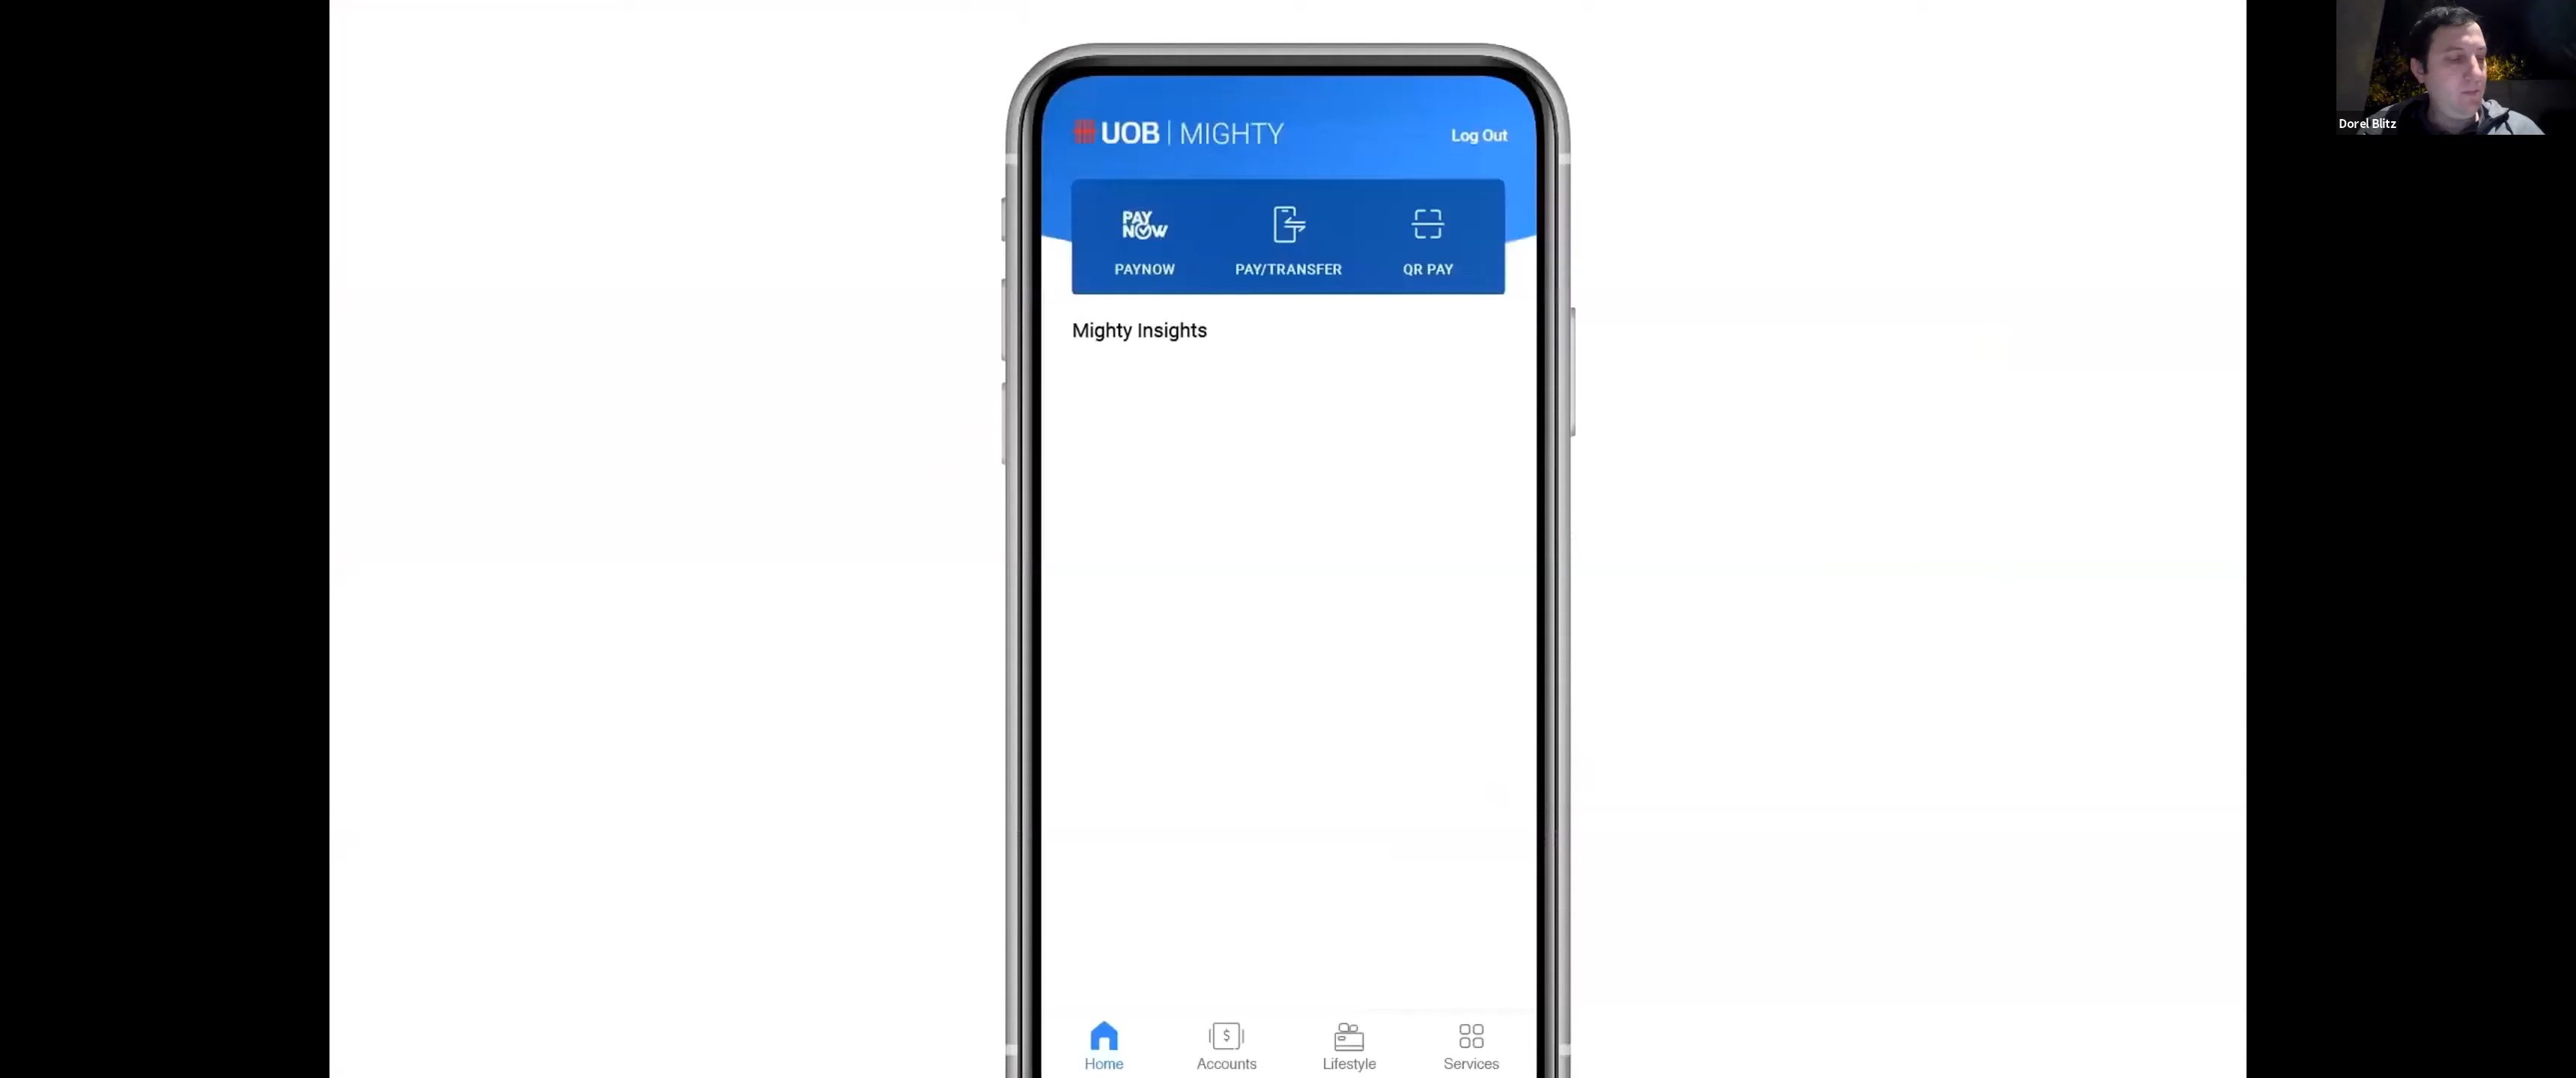 UOB | MIGHTY
Log Out
PAY NOW
PAYNOW
PAY/TRANSFER
QR PAY
Mighty Insights
$
Home
Accounts
Lifestyle
Services
Dorel Blitz